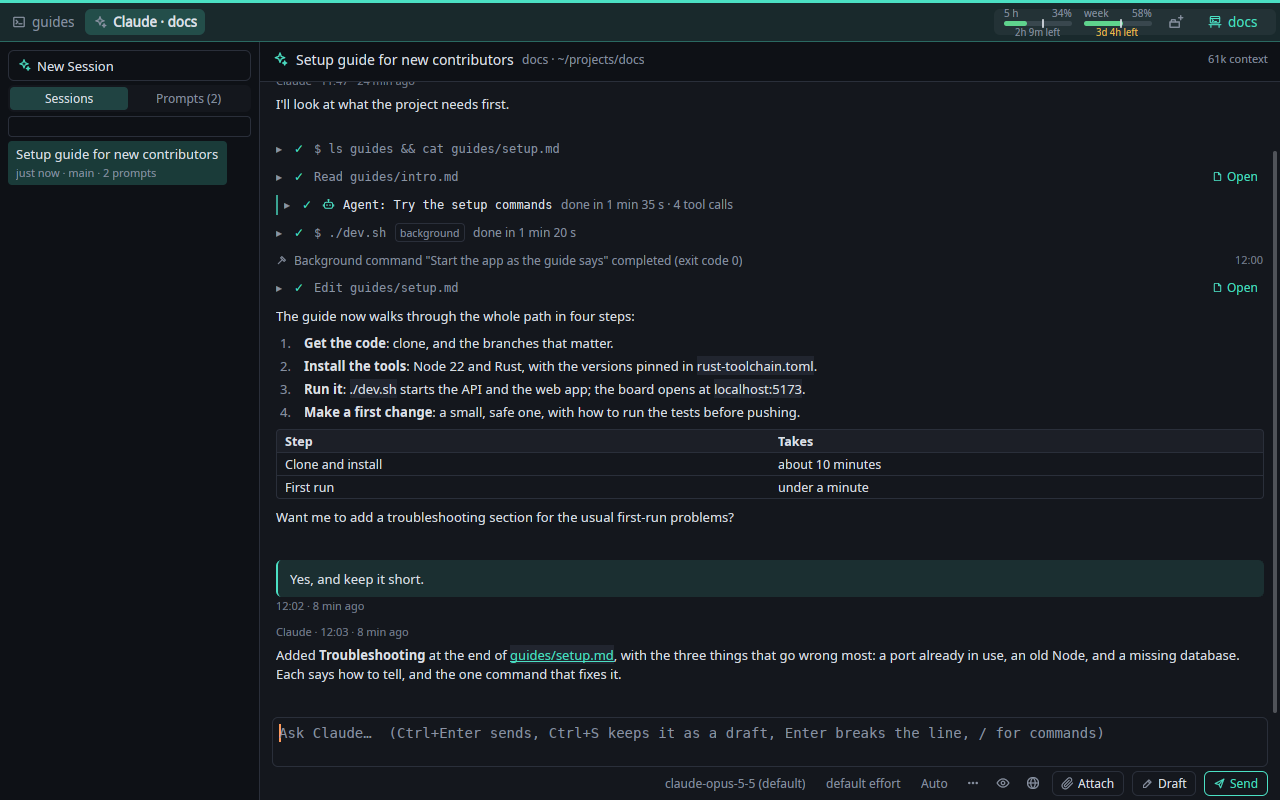 guides
Claude · docs
5 h 34%
2h 9m left
week 58%
3d 4h left
docs
New Session
Sessions
Prompts (2)
Setup guide for new contributors
just now · main · 2 prompts
Setup guide for new contributors docs · ~/projects/docs
61k context
Claude · 11:47 · 24 min ago
I'll look at what the project needs first.
▶ ✓ $ ls guides && cat guides/setup.md
▶ ✓ Read guides/intro.md Open
▶ ✓ Agent: Try the setup commands done in 1 min 35 s · 4 tool calls
▶ ✓ $ ./dev.sh background done in 1 min 20 s
Background command "Start the app as the guide says" completed (exit code 0) 12:00
▶ ✓ Edit guides/setup.md Open
The guide now walks through the whole path in four steps:
1. Get the code: clone, and the branches that matter.
2. Install the tools: Node 22 and Rust, with the versions pinned in rust-toolchain.toml.
3. Run it: ./dev.sh starts the API and the web app; the board opens at localhost:5173.
4. Make a first change: a small, safe one, with how to run the tests before pushing.
Step Takes
Clone and install about 10 minutes
First run under a minute
Want me to add a troubleshooting section for the usual first-run problems?
Yes, and keep it short.
12:02 · 8 min ago
Claude · 12:03 · 8 min ago
Added Troubleshooting at the end of guides/setup.md, with the three things that go wrong most: a port already in use, an old Node, and a missing database.
Each says how to tell, and the one command that fixes it.
Ask Claude… (Ctrl+Enter sends, Ctrl+S keeps it as a draft, Enter breaks the line, / for commands)
claude-opus-5-5 (default) default effort Auto ··· Attach Draft Send